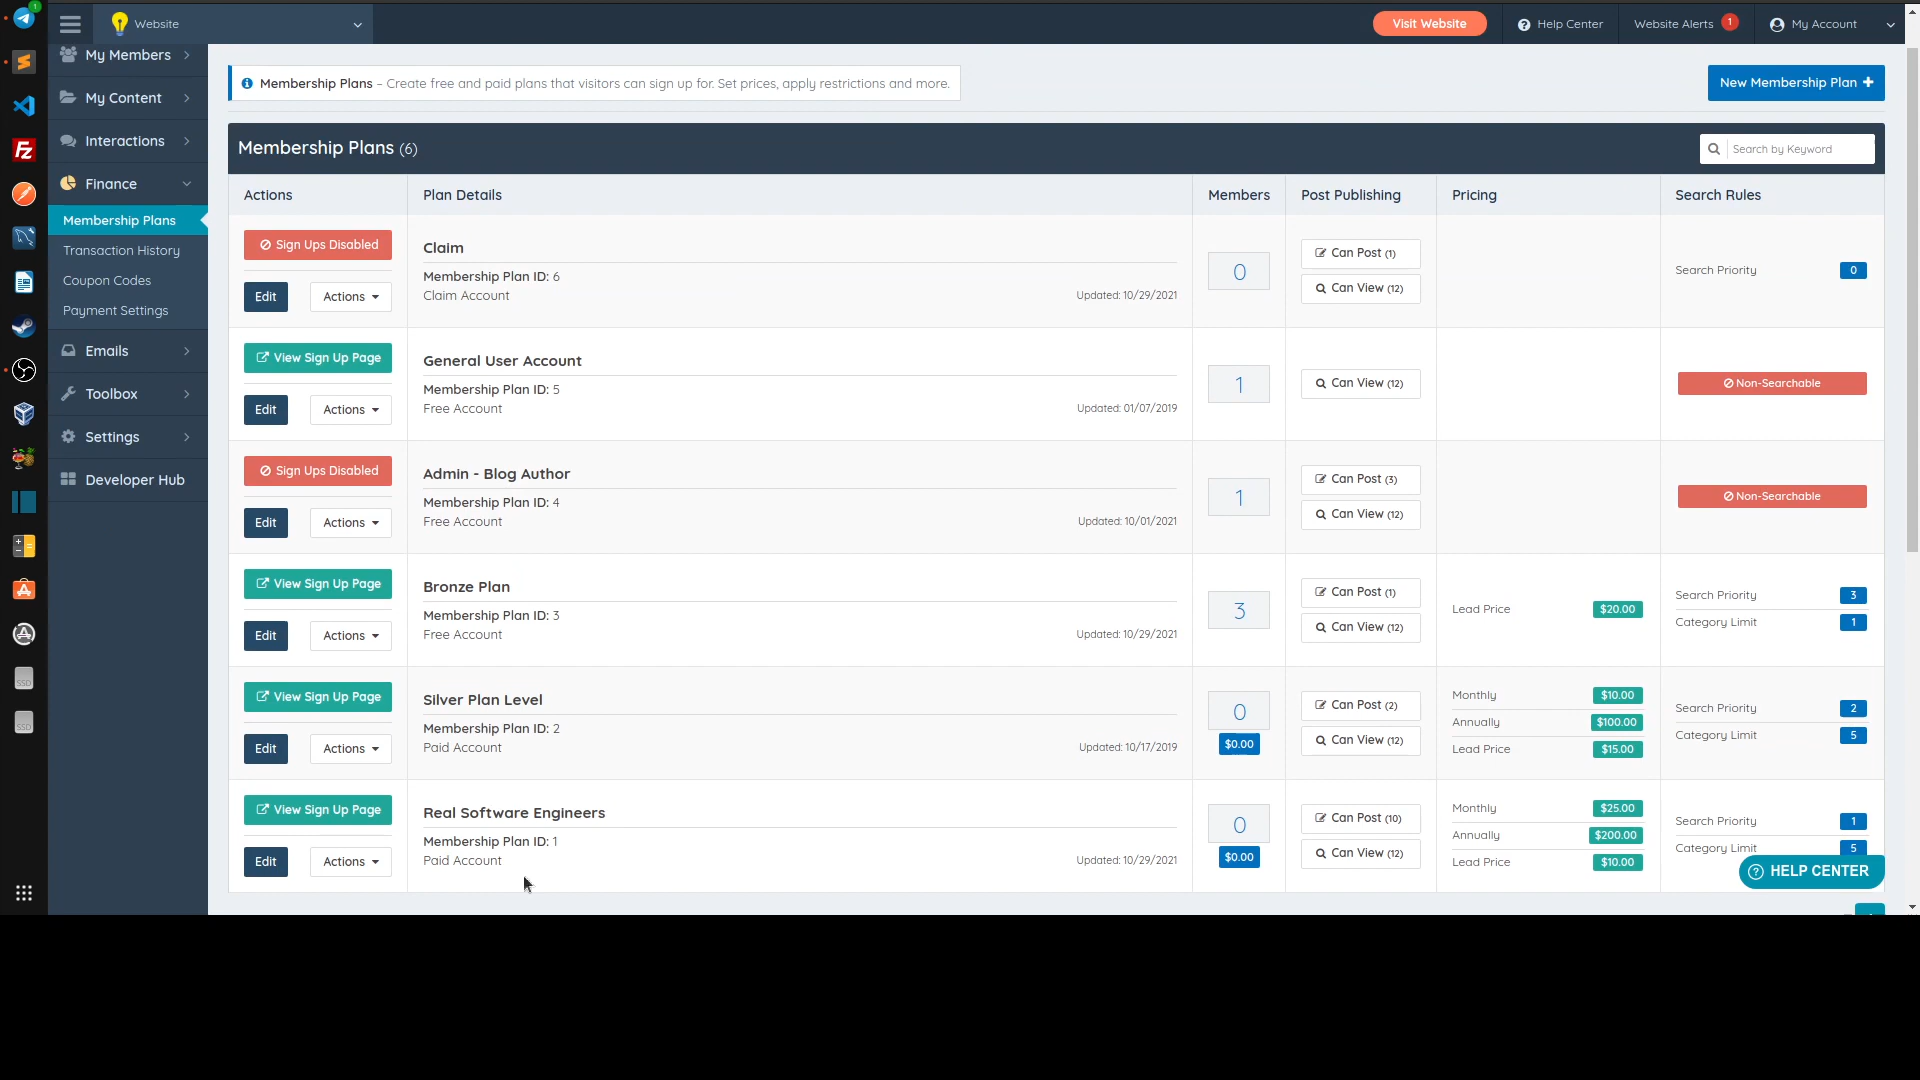 1
Website
Visit Website
Help Center
Website Alerts 1
My Account
My Members
My Content
Interactions
Finance
Membership Plans
Transaction History
Coupon Codes
Payment Settings
Emails
Toolbox
Settings
Developer Hub
Membership Plans – Create free and paid plans that visitors can sign up for. Set prices, apply restrictions and more.
New Membership Plan +
Membership Plans (6)
Search by Keyword
Actions Plan Details Members Post Publishing Pricing Search Rules
Sign Ups Disabled
Edit Actions
Claim
Membership Plan ID: 6
Claim Account Updated: 10/29/2021
0
Can Post (1)
Can View (12)
Search Priority 0
View Sign Up Page
Edit Actions
General User Account
Membership Plan ID: 5
Free Account Updated: 01/07/2019
1
Can View (12)
Non-Searchable
Sign Ups Disabled
Edit Actions
Admin - Blog Author
Membership Plan ID: 4
Free Account Updated: 10/01/2021
1
Can Post (3)
Can View (12)
Non-Searchable
View Sign Up Page
Edit Actions
Bronze Plan
Membership Plan ID: 3
Free Account Updated: 10/29/2021
3
Can Post (1)
Can View (12)
Lead Price $20.00
Search Priority 3
Category Limit 1
View Sign Up Page
Edit Actions
Silver Plan Level
Membership Plan ID: 2
Paid Account Updated: 10/17/2019
0
$0.00
Can Post (2)
Can View (12)
Monthly $10.00
Annually $100.00
Lead Price $15.00
Search Priority 2
Category Limit 5
View Sign Up Page
Edit Actions
Real Software Engineers
Membership Plan ID: 1
Paid Account Updated: 10/29/2021
0
$0.00
Can Post (10)
Can View (12)
Monthly $25.00
Annually $200.00
Lead Price $10.00
Search Priority 1
Category Limit 5
HELP CENTER
Fz
SSD
SSD